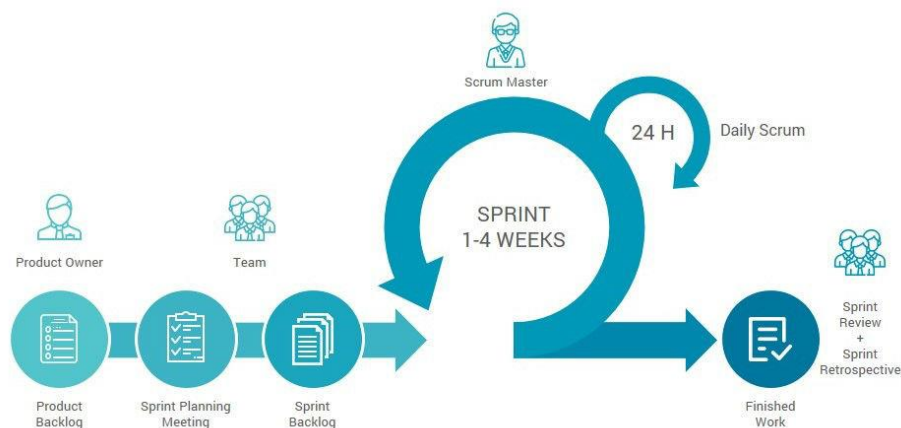 Scrum Master
24 H
Daily Scrum
SPRINT
1-4 WEEKS
Product Owner
Team
Sprint
Review
+
Sprint
Retrospective
Product
Backlog
Sprint Planning
Meeting
Sprint
Backlog
Finished
Work